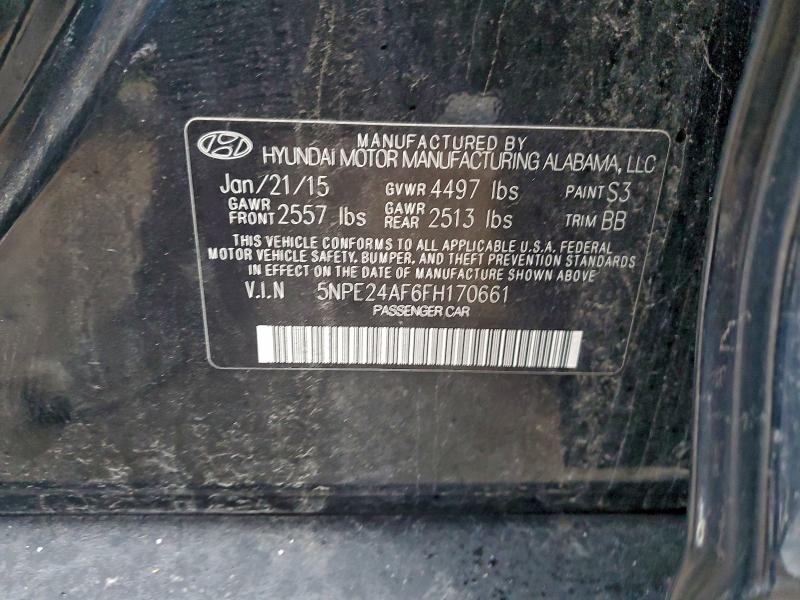 MANUFACTURED BY
HYUNDAI MOTOR MANUFACTURING ALABAMA, LLC
Jan/21/15 GVWR 4497 lbs PAINT S3
GAWR FRONT 2557 lbs GAWR REAR 2513 lbs TRIM BB
THIS VEHICLE CONFORMS TO ALL APPLICABLE U.S.A. FEDERAL
MOTOR VEHICLE SAFETY, BUMPER, AND THEFT PREVENTION STANDARDS
IN EFFECT ON THE DATE OF MANUFACTURE SHOWN ABOVE
V.I.N 5NPE24AF6FH170661
PASSENGER CAR